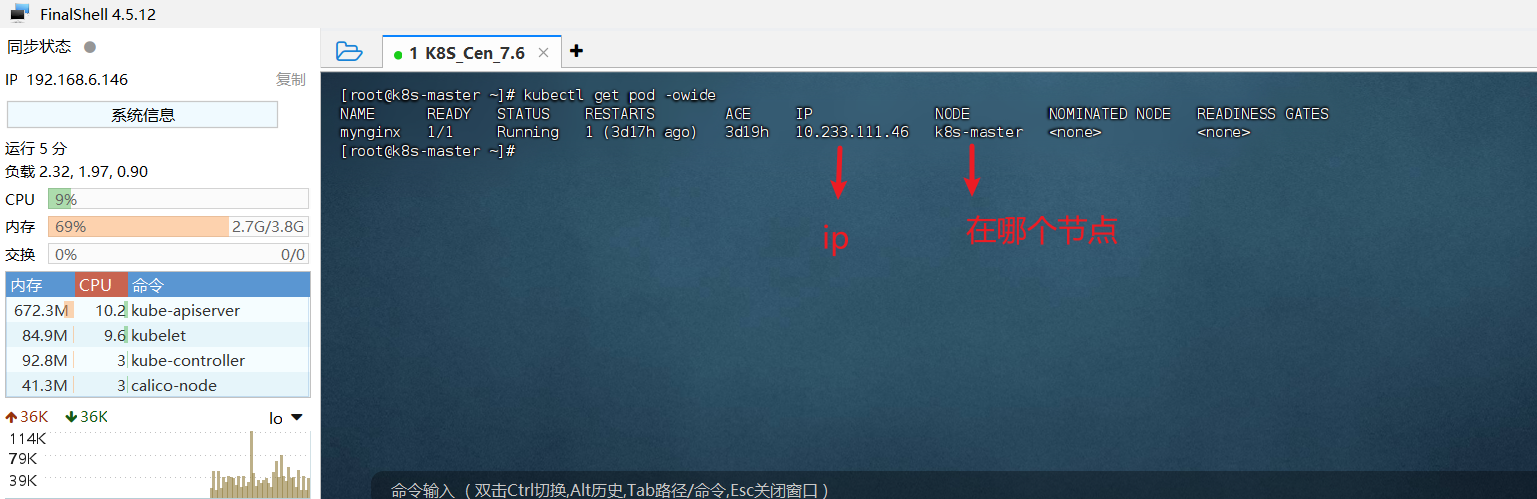 FinalShell 4.5.12
同步状态
IP 192.168.6.146 复制
系统信息
运行 5 分
负载 2.32, 1.97, 0.90
CPU 9%
内存 69% 2.7G/3.8G
交换 0% 0/0
内存 CPU 命令
672.3M 10.2 kube-apiserver
84.9M 9.6 kubelet
92.8M 3 kube-controller
41.3M 3 calico-node
36K 36K lo
114K
79K
39K
1 K8S_Cen_7.6
[root@k8s-master ~]# kubectl get pod -owide
NAME READY STATUS RESTARTS AGE IP NODE NOMINATED NODE READINESS GATES
mynginx 1/1 Running 1 (3d17h ago) 3d19h 10.233.111.46 k8s-master <none> <none>
[root@k8s-master ~]#
ip
在哪个节点
命令输入 （双击Ctrl切换,Alt历史,Tab路径/命令,Esc关闭窗口）